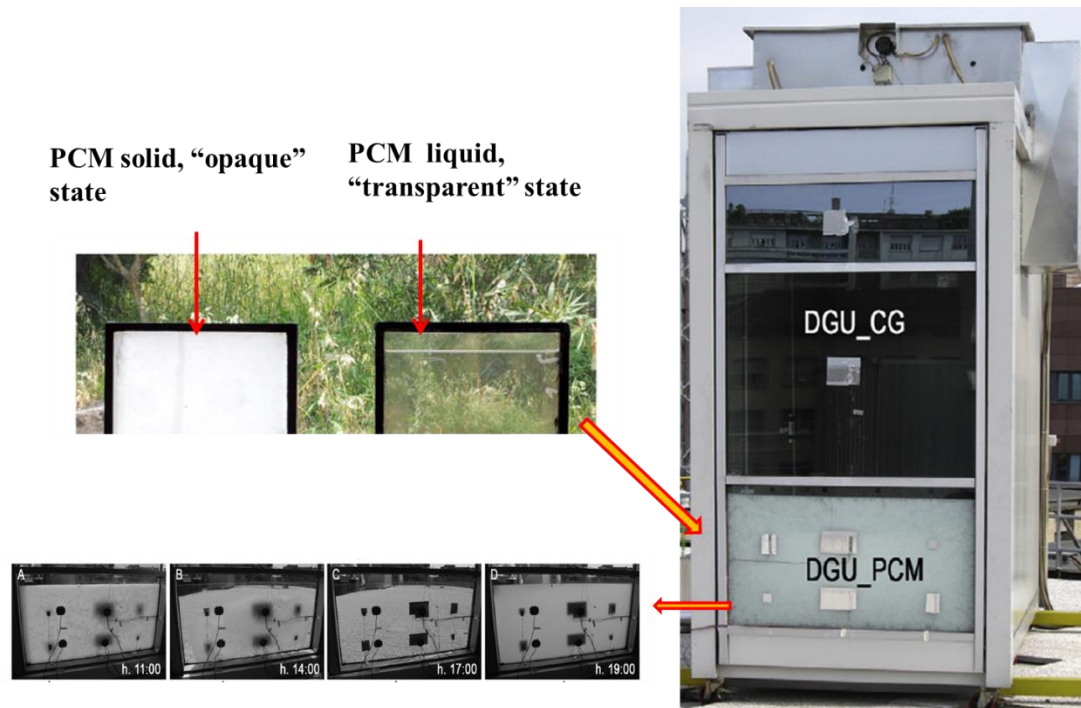 PCM solid, “opaque”
state
PCM liquid,
“transparent” state
DGU_CG
DGU_PCM
A
h. 11:00
B
h. 14:00
C
h. 17:00
D
h. 19:00